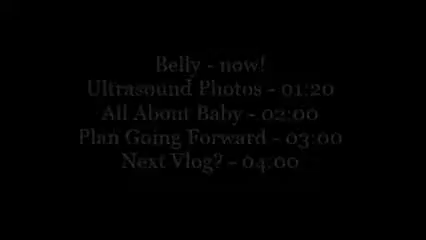 Belly - now!
Ultrasound Photos - 01:20
All About Baby - 02:00
Plan Going Forward - 03:00
Next Vlog? - 04:00